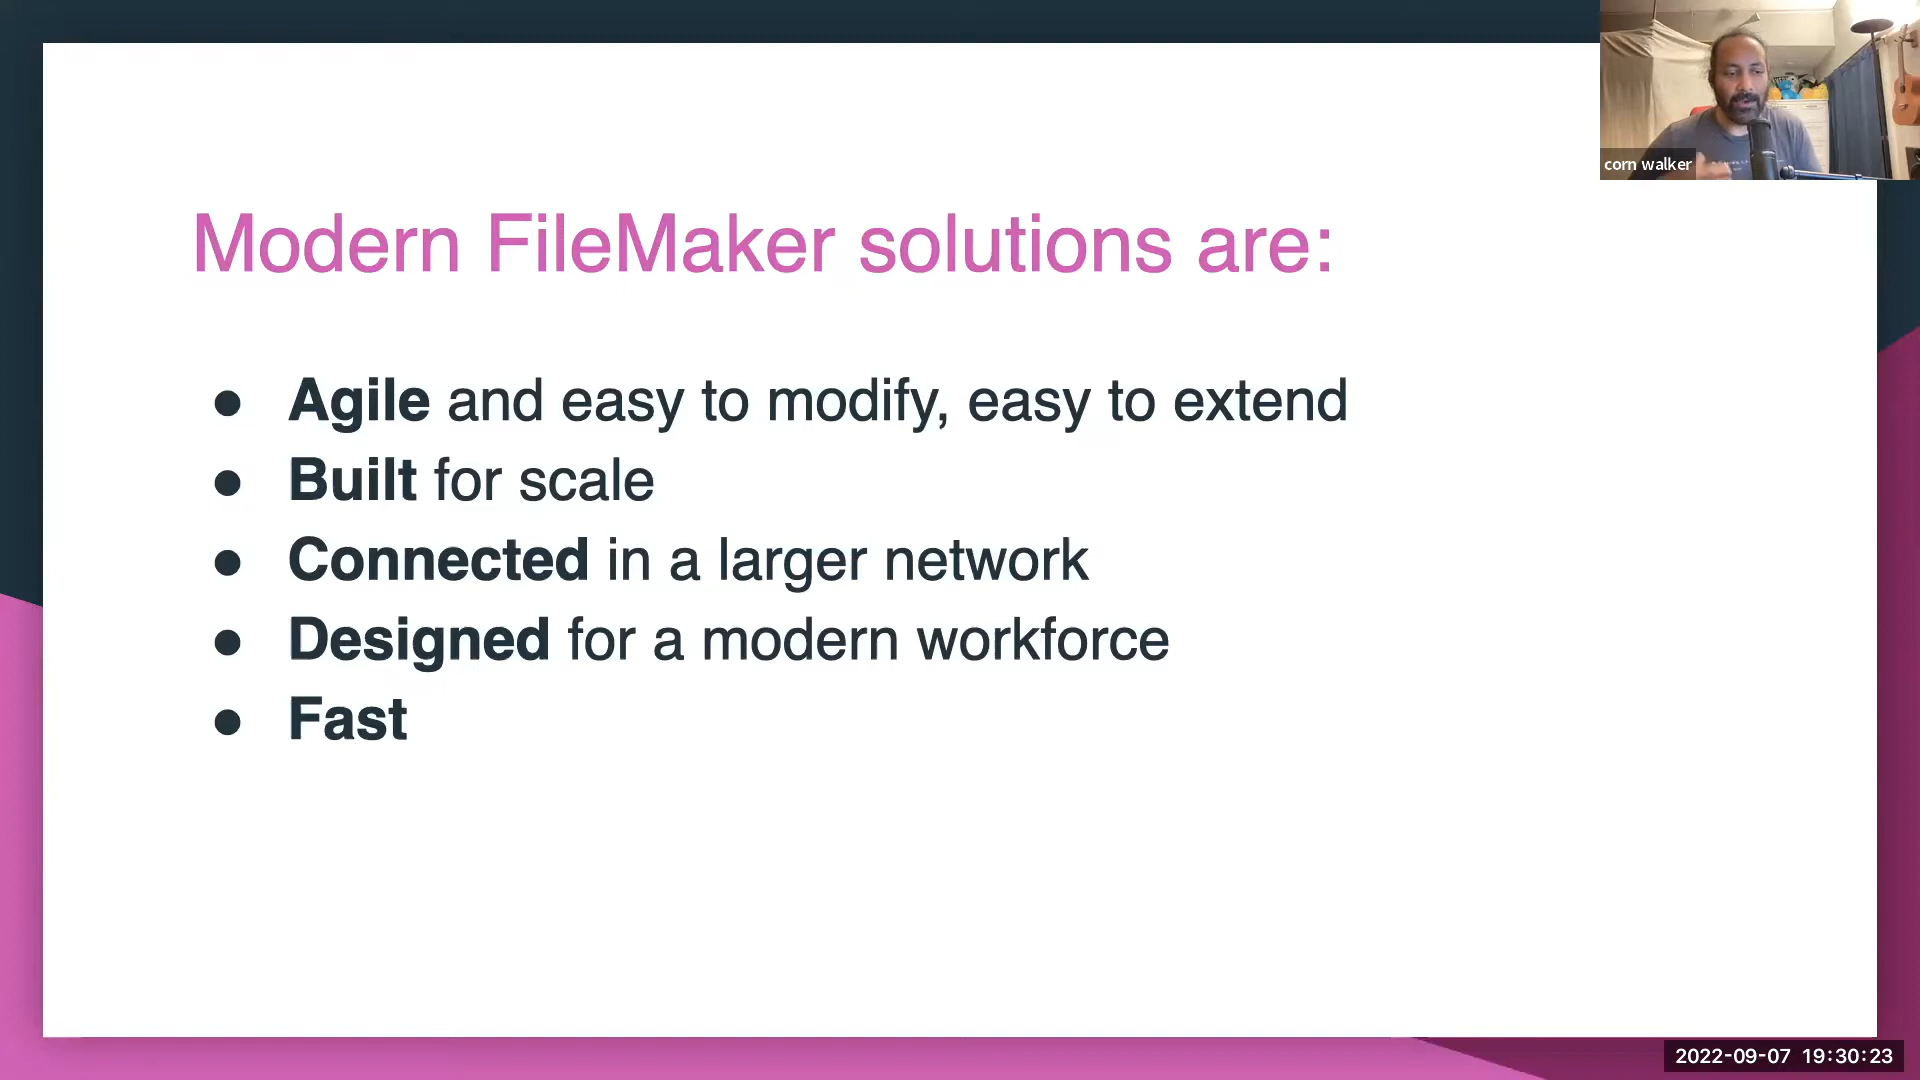 corn walker
Modern FileMaker solutions are:
● Agile and easy to modify, easy to extend
● Built for scale
● Connected in a larger network
● Designed for a modern workforce
● Fast
2022-09-07 19:30:23